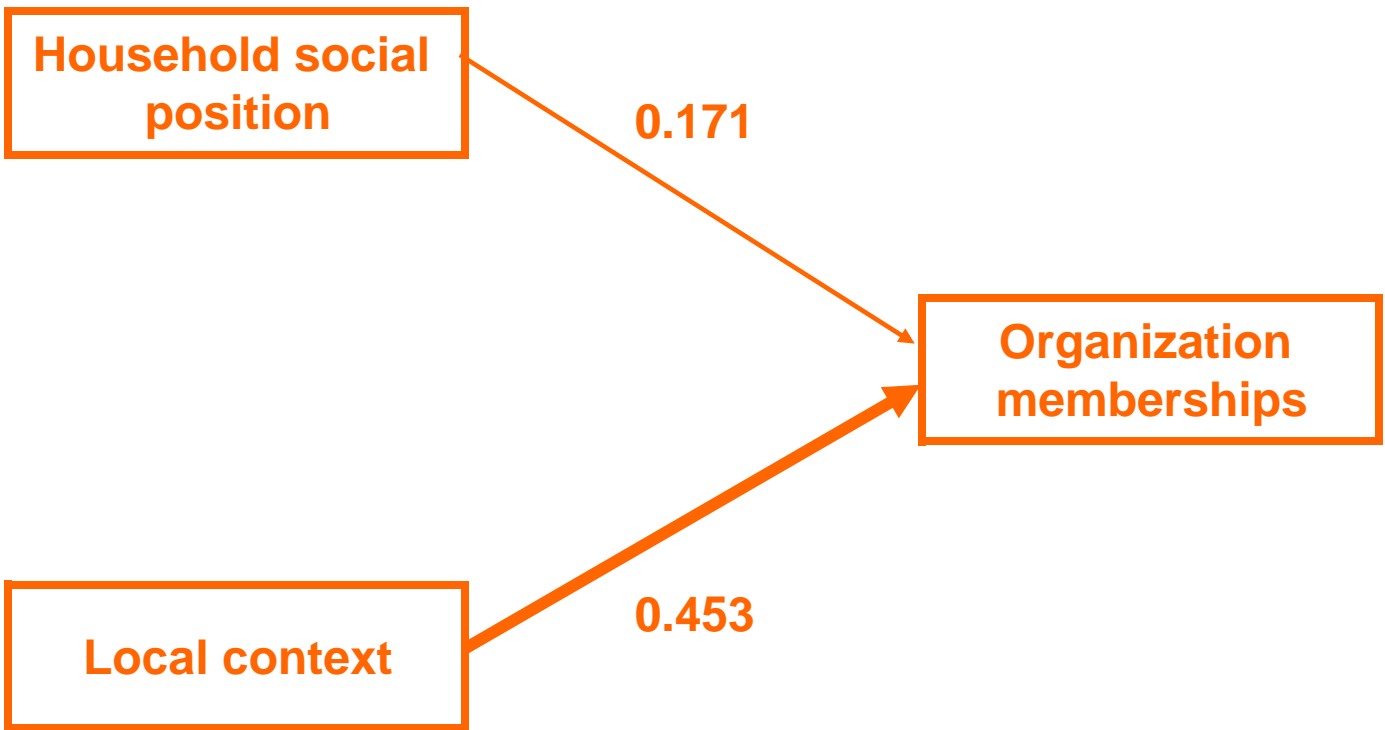 Household social
position
0.171
Organization
memberships
0.453
Local context